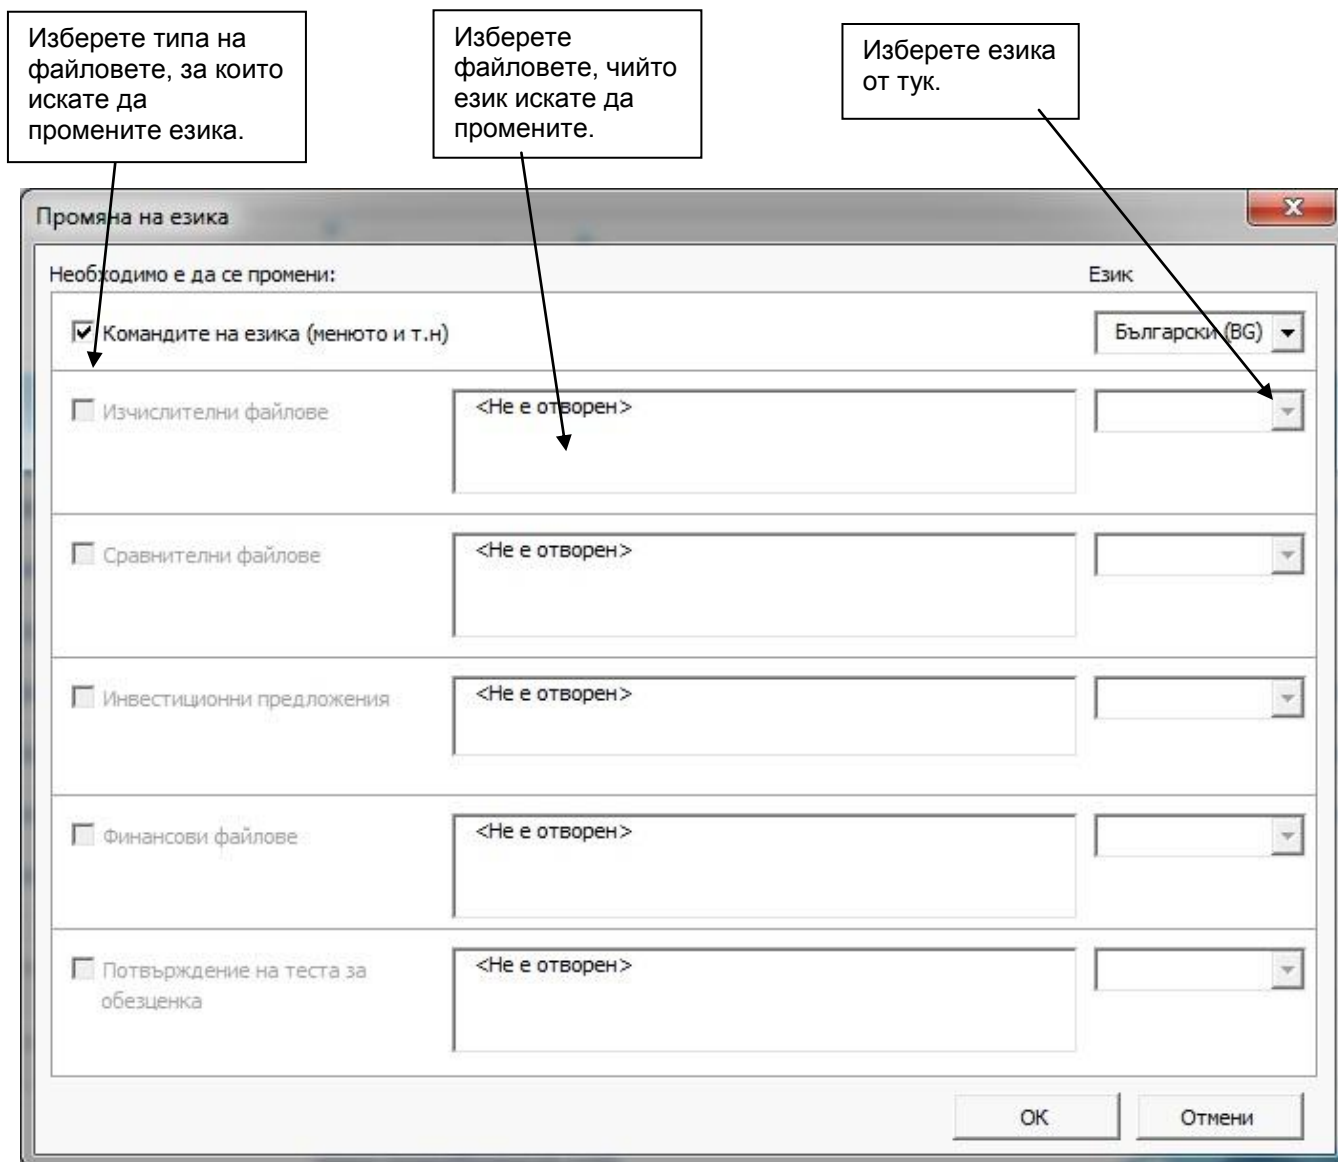 Изберете типа на
файловете, за които
искате да
промените езика.
Изберете
файловете, чийто
език искате да
промените.
Изберете езика
от тук.
Промяна на езика
Необходимо е да се промени:
Език
Командите на езика (менюто и т.н)
Български (BG)
Изчислителни файлове
<Не е отворен>
Сравнителни файлове
<Не е отворен>
Инвестиционни предложения
<Не е отворен>
Финансови файлове
<Не е отворен>
Потвърждение на теста за
обезценка
<Не е отворен>
OK
Отмени